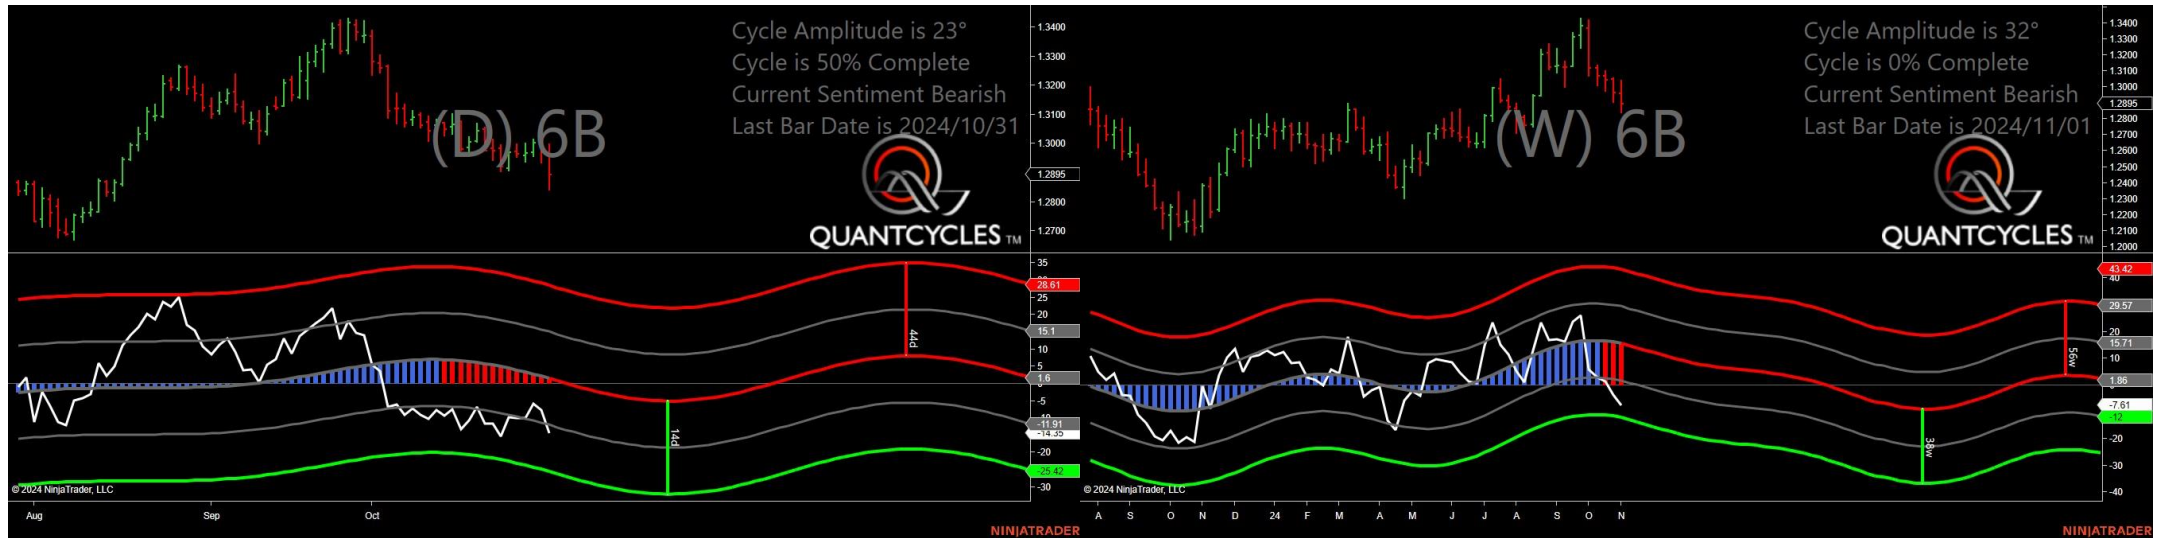 Cycle Amplitude is 23°
Cycle is 50% Complete
Current Sentiment Bearish
Last Bar Date is 2024/10/31
(D) 6B
QUANTCYCLES TM
1.3400
1.3300
1.3200
1.3100
1.3000
1.2895
1.2800
1.2700
35
28.61
25
20
15.1
10
5
1.6
-5
-11.91
-14.35
-20
-25.42
-30
44d
14d
© 2024 NinjaTrader, LLC
Aug Sep Oct
NINJATRADER
Cycle Amplitude is 32°
Cycle is 0% Complete
Current Sentiment Bearish
Last Bar Date is 2024/11/01
(W) 6B
QUANTCYCLES TM
1.3400
1.3300
1.3200
1.3100
1.3000
1.2895
1.2800
1.2700
1.2600
1.2500
1.2400
1.2300
1.2200
1.2100
1.2000
43.42
40
29.57
20
15.71
10
1.86
-7.61
-12
-20
-30
-40
56w
38w
© 2024 NinjaTrader, LLC
A S O N D 24 F M A M J J A S O N
NINJATRADER